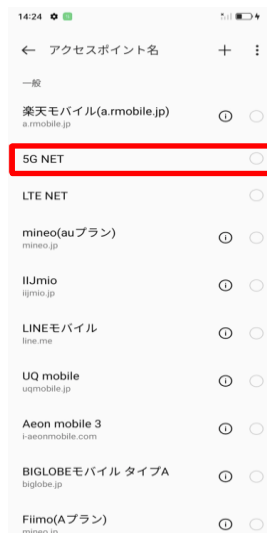 14:24
← アクセスポイント名
一般
楽天モバイル(a.rmobile.jp)
a.rmobile.jp
5G NET
LTE NET
mineo(auプラン)
mineo.jp
IIJmio
iijmio.jp
LINEモバイル
line.me
UQ mobile
uqmobile.jp
Aeon mobile 3
i-aeonmobile.com
BIGLOBEモバイル タイプA
biglobe.jp
Fiimo(Aプラン)
mineo.jp